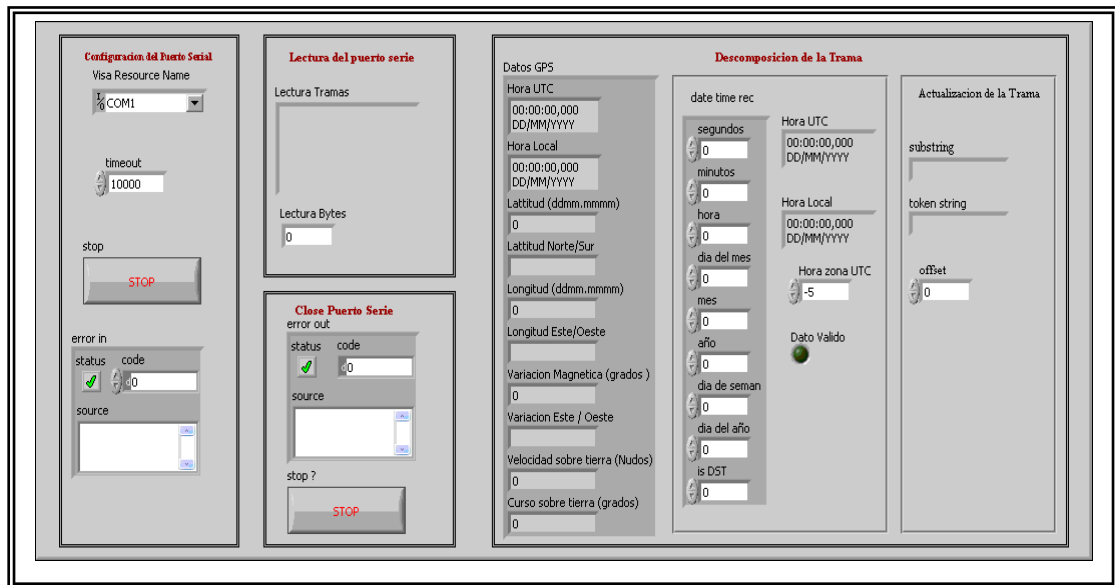 Configuracion del Puerto Serial
Visa Resource Name
I/O COM1
timeout
10000
stop
STOP
error in
status code
d0
source
Lectura del puerto serie
Lectura Tramas
Lectura Bytes
0
Close Puerto Serie
error out
status code
d0
source
stop ?
STOP
Descomposicion de la Trama
Datos GPS
Hora UTC
00:00:00,000
DD/MM/YYYY
Hora Local
00:00:00,000
DD/MM/YYYY
Lattitud (ddmm.mmmm)
0
Lattitud Norte/Sur
Longitud (ddmm.mmmm)
0
Longitud Este/Oeste
Variacion Magnetica (grados )
0
Variacion Este / Oeste
Velocidad sobre tierra (Nudos)
0
Curso sobre tierra (grados)
0
date time rec
segundos
0
minutos
0
hora
0
dia del mes
0
mes
0
año
0
dia de seman
0
dia del año
0
is DST
0
Hora UTC
00:00:00,000
DD/MM/YYYY
Hora Local
00:00:00,000
DD/MM/YYYY
Hora zona UTC
-5
Dato Valido
Actualizacion de la Trama
substring
token string
offset
0